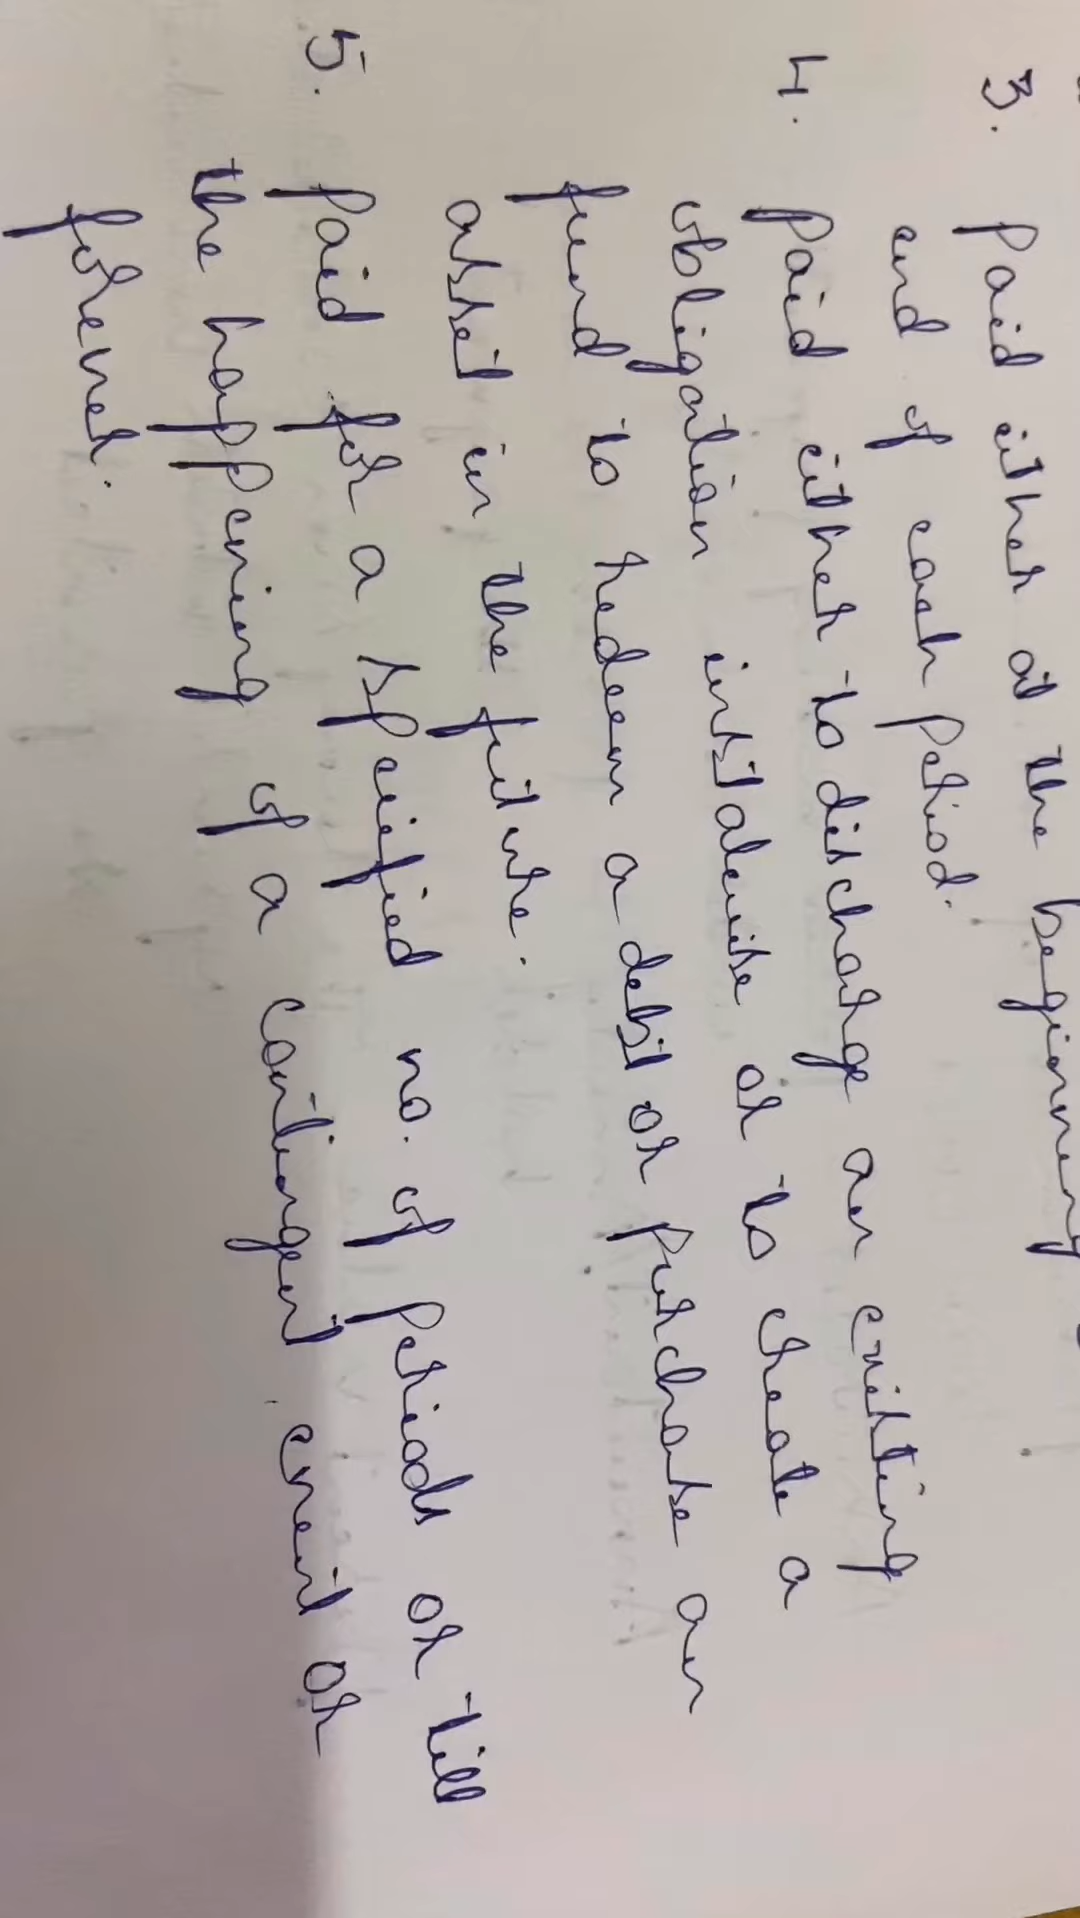 3. Paid either at the beginning
end of each period.
4. Paid either to discharge an existing
obligation instalwise or to create a
fund to redeem a debt or purchase an
asset in the future.
5. Paid for a specified no. of periods or till
the happening of a contingent event or
forever.